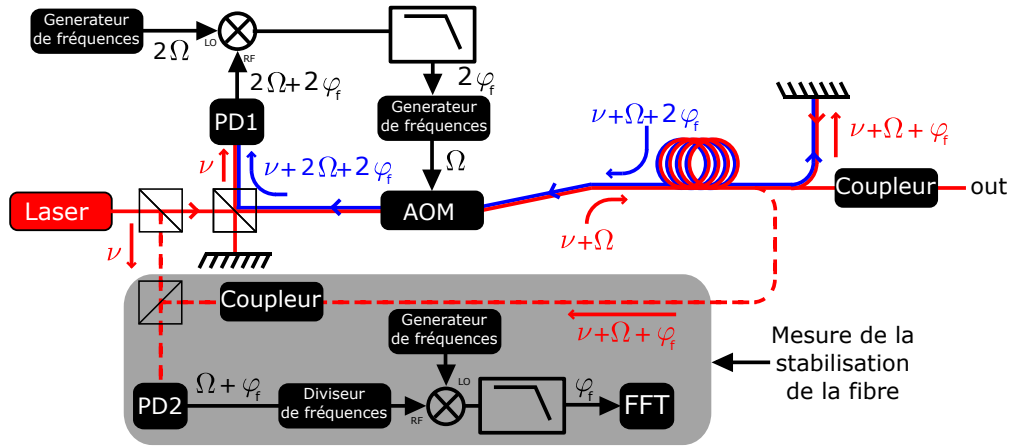 Generateur
de fréquences
2Ω
LO
RF
2Ω+2φf
2φf
PD1
Generateur
de fréquences
Ω
ν
ν+2Ω+2φf
ν+Ω+2φf
ν+Ω+φf
Laser
AOM
Coupleur
out
ν
ν+Ω
Coupleur
ν+Ω+φf
Generateur
de fréquences
Mesure de la
stabilisation
de la fibre
PD2
Ω+φf
Diviseur
de fréquences
LO
RF
φf
FFT